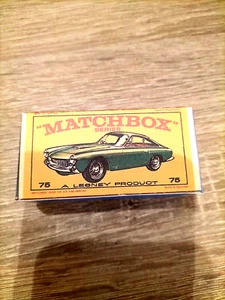 "MATCHBOX"
SERIES
75 75
A LESNEY PRODUCT